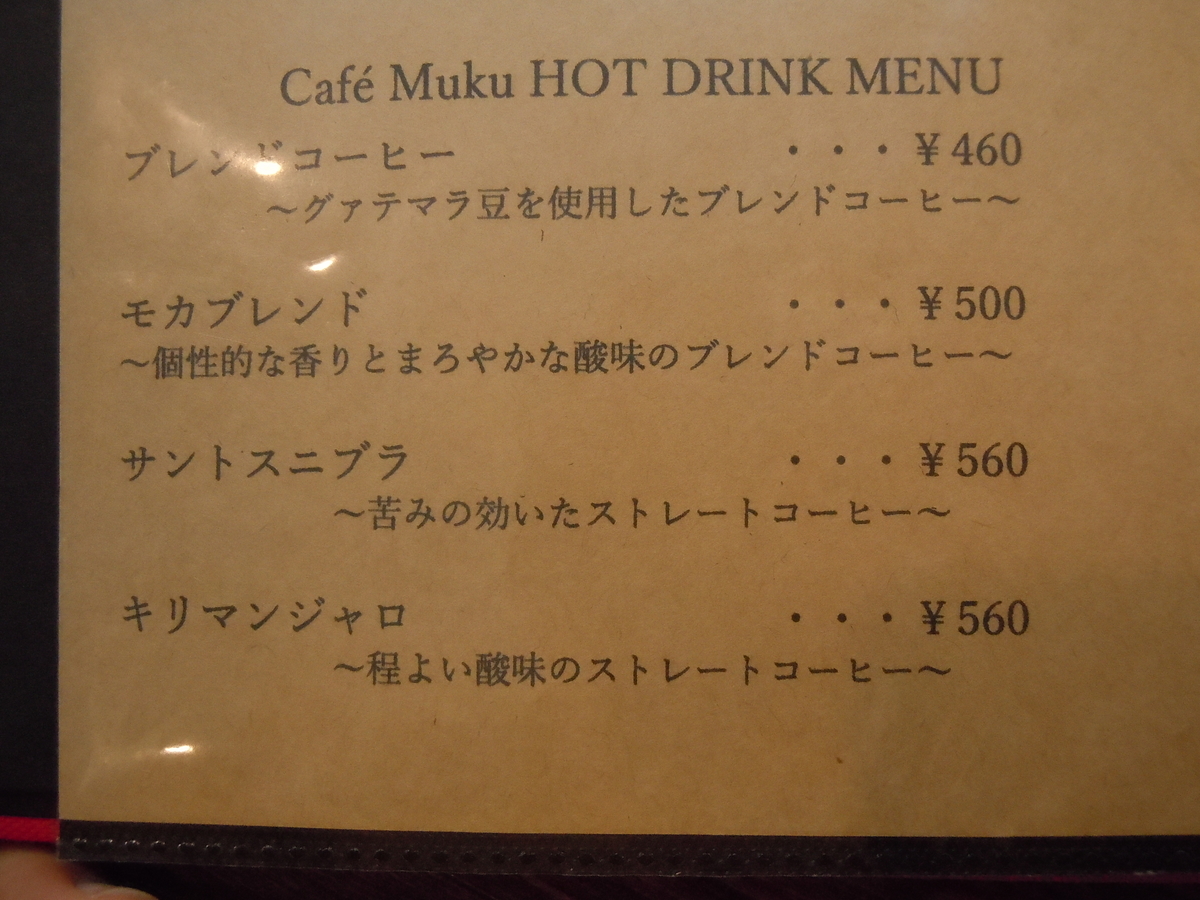 Café Muku HOT DRINK MENU
ブレンドコーヒー ・・・¥460
～グァテマラ豆を使用したブレンドコーヒー～
モカブレンド ・・・¥500
～個性的な香りとまろやかな酸味のブレンドコーヒー～
サントスニブラ ・・・¥560
～苦みの効いたストレートコーヒー～
キリマンジャロ ・・・¥560
～程よい酸味のストレートコーヒー～